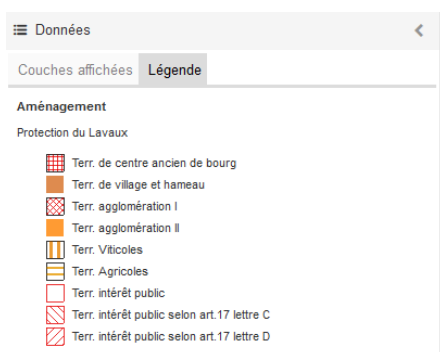 Données
Couches affichées Légende
Aménagement
Protection du Lavaux
Terr. de centre ancien de bourg
Terr. de village et hameau
Terr. agglomération I
Terr. agglomération II
Terr. Viticoles
Terr. Agricoles
Terr. intérêt public
Terr. intérêt public selon art.17 lettre C
Terr. intérêt public selon art.17 lettre D